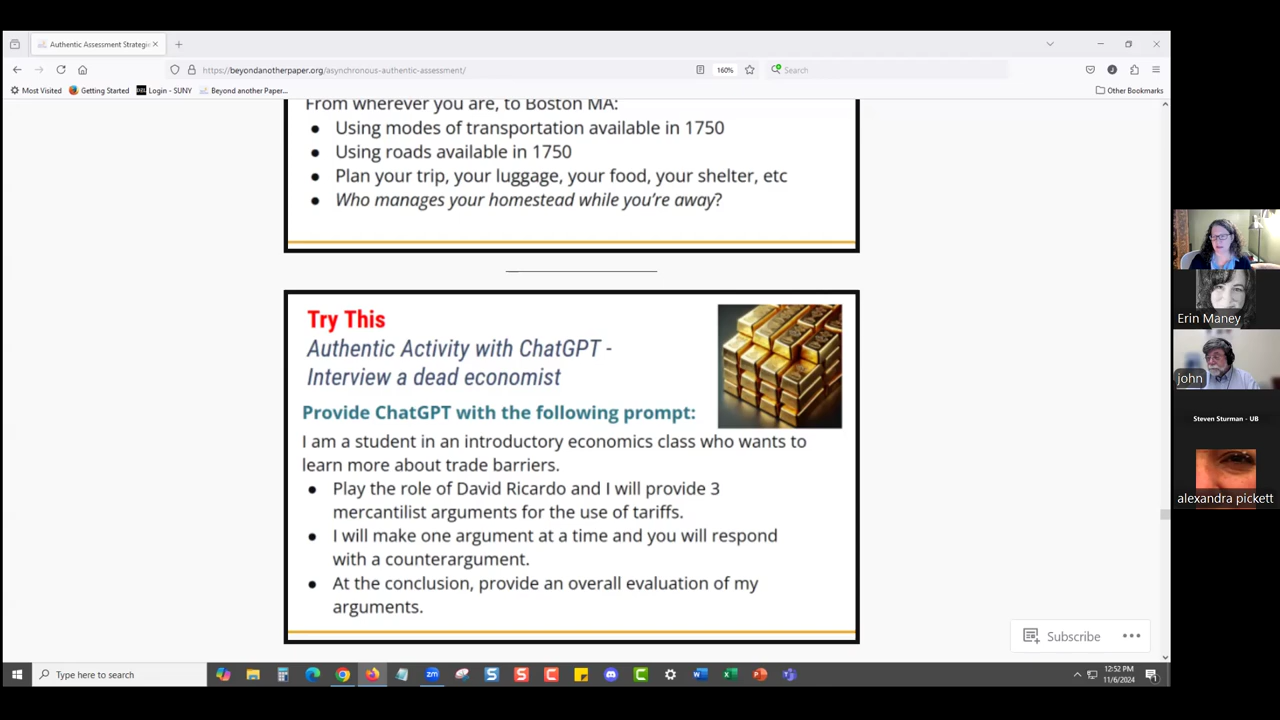 Authentic Assessment Strategie
https://beyondanotherpaper.org/asynchronous-authentic-assessment/
160%
Search
Most Visited
Getting Started
Login - SUNY
Beyond another Paper...
Other Bookmarks
From wherever you are, to Boston MA:
● Using modes of transportation available in 1750
● Using roads available in 1750
● Plan your trip, your luggage, your food, your shelter, etc
● Who manages your homestead while you're away?
Try This
Authentic Activity with ChatGPT -
Interview a dead economist
Provide ChatGPT with the following prompt:
I am a student in an introductory economics class who wants to
learn more about trade barriers.
● Play the role of David Ricardo and I will provide 3
mercantilist arguments for the use of tariffs.
● I will make one argument at a time and you will respond
with a counterargument.
● At the conclusion, provide an overall evaluation of my
arguments.
Subscribe
Erin Maney
john
Steven Sturman - UB
alexandra pickett
Type here to search
12:52 PM
11/6/2024